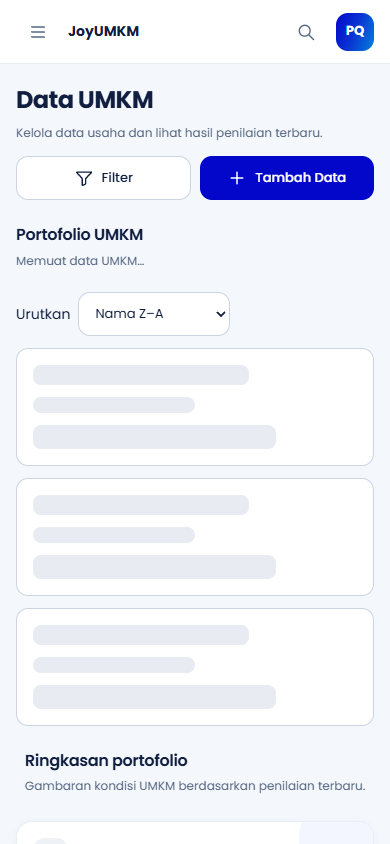 JoyUMKM
PQ
Data UMKM
Kelola data usaha dan lihat hasil penilaian terbaru.
Filter
Tambah Data
Portofolio UMKM
Memuat data UMKM...
Urutkan
Nama Z–A
Ringkasan portofolio
Gambaran kondisi UMKM berdasarkan penilaian terbaru.